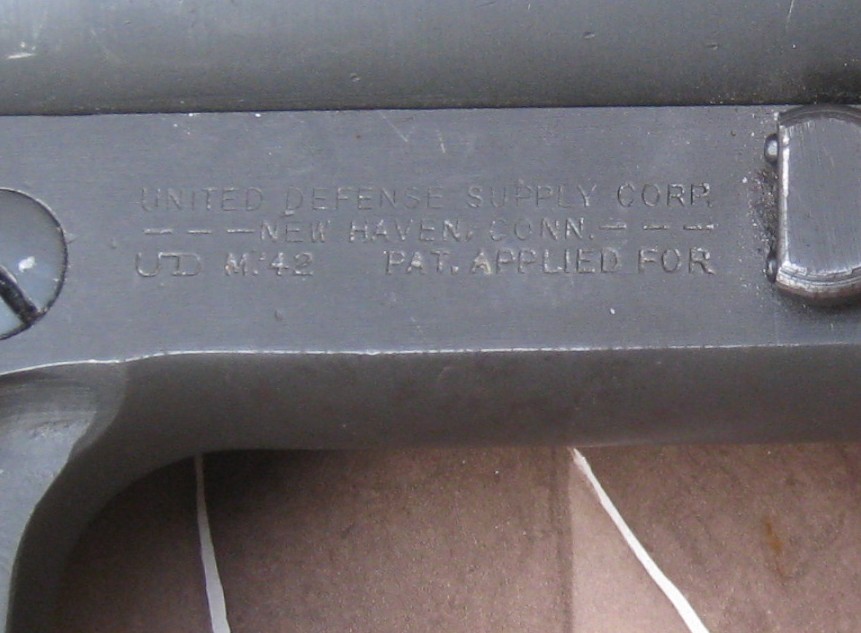 UNITED DEFENSE SUPPLY CORP.
– – – NEW HAVEN, CONN. – – –
UD M.'42 PAT. APPLIED FOR